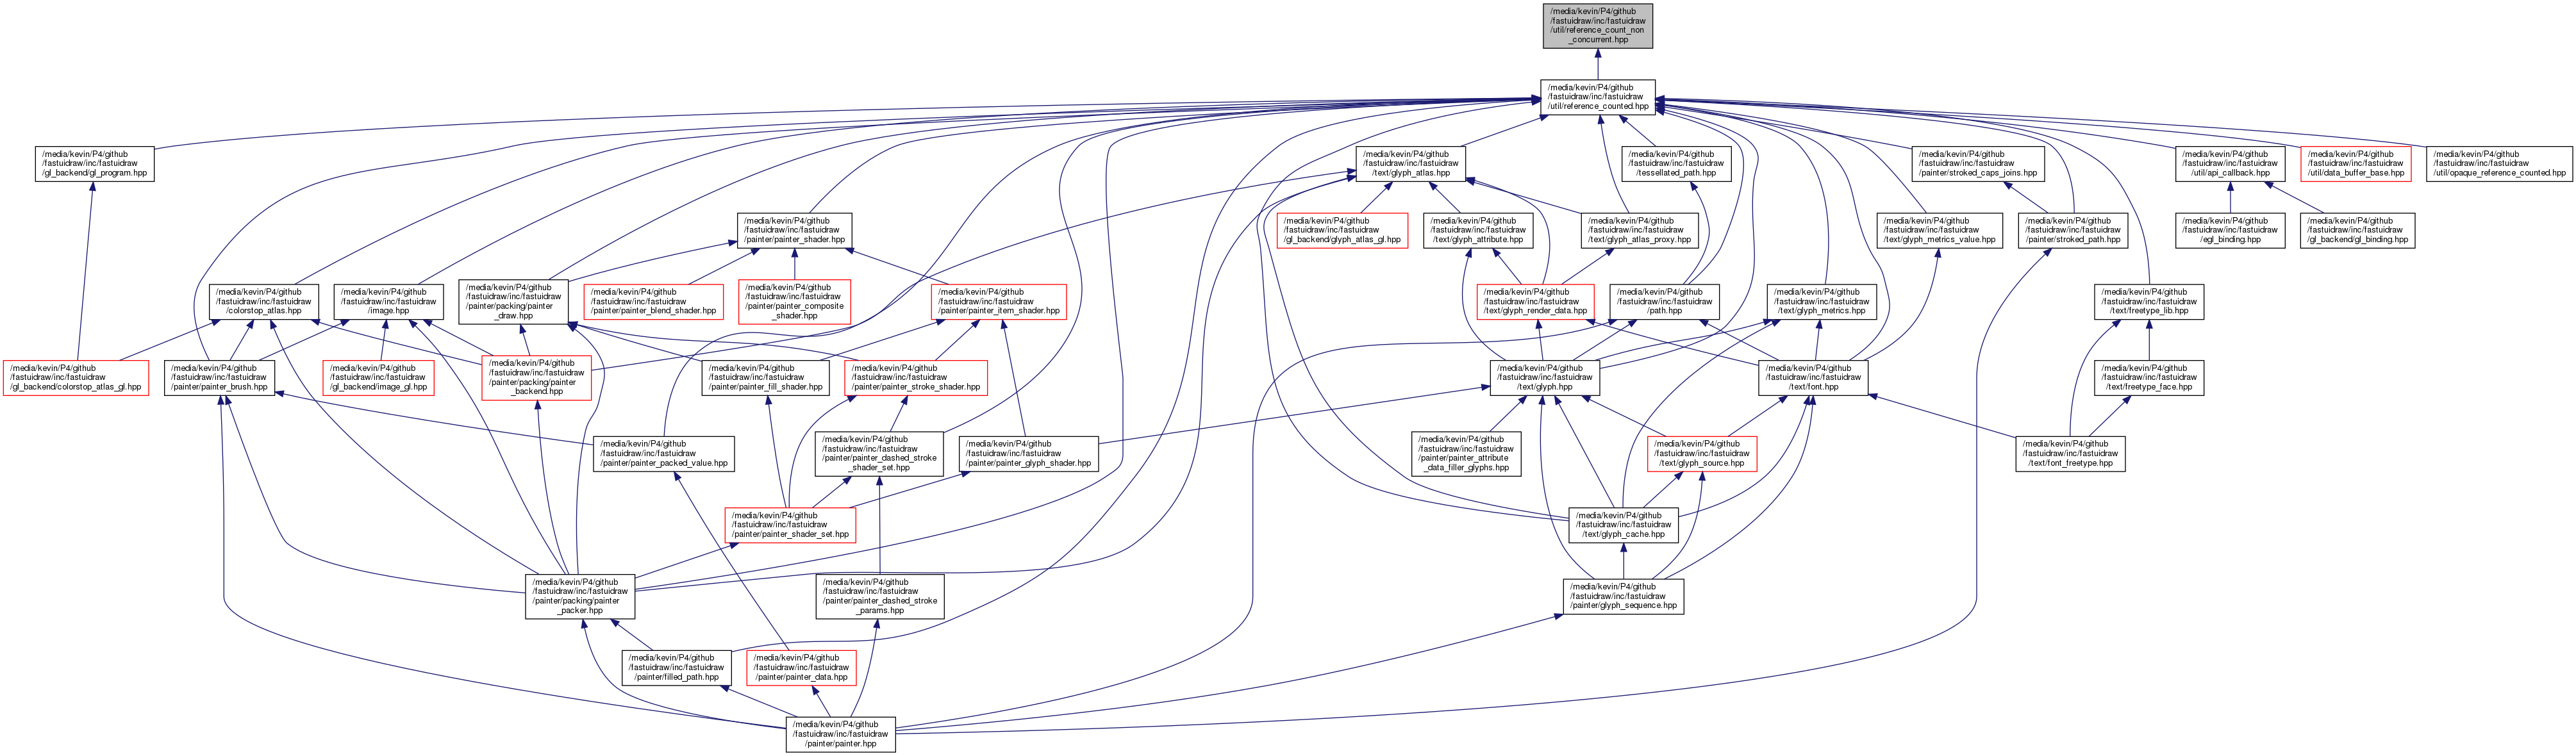 /media/kevin/P4/github
/fastuidraw/inc/fastuidraw
/util/reference_count_non
_concurrent.hpp
/media/kevin/P4/github
/fastuidraw/inc/fastuidraw
/util/reference_counted.hpp
/media/kevin/P4/github
/fastuidraw/inc/fastuidraw
/gl_backend/gl_program.hpp
/media/kevin/P4/github
/fastuidraw/inc/fastuidraw
/text/glyph_atlas.hpp
/media/kevin/P4/github
/fastuidraw/inc/fastuidraw
/tessellated_path.hpp
/media/kevin/P4/github
/fastuidraw/inc/fastuidraw
/painter/stroked_caps_joins.hpp
/media/kevin/P4/github
/fastuidraw/inc/fastuidraw
/util/api_callback.hpp
/media/kevin/P4/github
/fastuidraw/inc/fastuidraw
/util/data_buffer_base.hpp
/media/kevin/P4/github
/fastuidraw/inc/fastuidraw
/util/opaque_reference_counted.hpp
/media/kevin/P4/github
/fastuidraw/inc/fastuidraw
/painter/painter_shader.hpp
/media/kevin/P4/github
/fastuidraw/inc/fastuidraw
/gl_backend/glyph_atlas_gl.hpp
/media/kevin/P4/github
/fastuidraw/inc/fastuidraw
/text/glyph_attribute.hpp
/media/kevin/P4/github
/fastuidraw/inc/fastuidraw
/text/glyph_atlas_proxy.hpp
/media/kevin/P4/github
/fastuidraw/inc/fastuidraw
/text/glyph_metrics_value.hpp
/media/kevin/P4/github
/fastuidraw/inc/fastuidraw
/painter/stroked_path.hpp
/media/kevin/P4/github
/fastuidraw/inc/fastuidraw
/egl_binding.hpp
/media/kevin/P4/github
/fastuidraw/inc/fastuidraw
/gl_backend/gl_binding.hpp
/media/kevin/P4/github
/fastuidraw/inc/fastuidraw
/colorstop_atlas.hpp
/media/kevin/P4/github
/fastuidraw/inc/fastuidraw
/image.hpp
/media/kevin/P4/github
/fastuidraw/inc/fastuidraw
/painter/packing/painter
_draw.hpp
/media/kevin/P4/github
/fastuidraw/inc/fastuidraw
/painter/painter_blend_shader.hpp
/media/kevin/P4/github
/fastuidraw/inc/fastuidraw
/painter/painter_composite
_shader.hpp
/media/kevin/P4/github
/fastuidraw/inc/fastuidraw
/painter/painter_item_shader.hpp
/media/kevin/P4/github
/fastuidraw/inc/fastuidraw
/text/glyph_render_data.hpp
/media/kevin/P4/github
/fastuidraw/inc/fastuidraw
/path.hpp
/media/kevin/P4/github
/fastuidraw/inc/fastuidraw
/text/glyph_metrics.hpp
/media/kevin/P4/github
/fastuidraw/inc/fastuidraw
/text/freetype_lib.hpp
/media/kevin/P4/github
/fastuidraw/inc/fastuidraw
/gl_backend/colorstop_atlas_gl.hpp
/media/kevin/P4/github
/fastuidraw/inc/fastuidraw
/painter/painter_brush.hpp
/media/kevin/P4/github
/fastuidraw/inc/fastuidraw
/gl_backend/image_gl.hpp
/media/kevin/P4/github
/fastuidraw/inc/fastuidraw
/painter/packing/painter
_backend.hpp
/media/kevin/P4/github
/fastuidraw/inc/fastuidraw
/painter/painter_fill_shader.hpp
/media/kevin/P4/github
/fastuidraw/inc/fastuidraw
/painter/painter_stroke_shader.hpp
/media/kevin/P4/github
/fastuidraw/inc/fastuidraw
/text/glyph.hpp
/media/kevin/P4/github
/fastuidraw/inc/fastuidraw
/text/font.hpp
/media/kevin/P4/github
/fastuidraw/inc/fastuidraw
/text/freetype_face.hpp
/media/kevin/P4/github
/fastuidraw/inc/fastuidraw
/painter/painter_packed_value.hpp
/media/kevin/P4/github
/fastuidraw/inc/fastuidraw
/painter/painter_dashed_stroke
_shader_set.hpp
/media/kevin/P4/github
/fastuidraw/inc/fastuidraw
/painter/painter_glyph_shader.hpp
/media/kevin/P4/github
/fastuidraw/inc/fastuidraw
/painter/painter_attribute
_data_filler_glyphs.hpp
/media/kevin/P4/github
/fastuidraw/inc/fastuidraw
/text/glyph_source.hpp
/media/kevin/P4/github
/fastuidraw/inc/fastuidraw
/text/font_freetype.hpp
/media/kevin/P4/github
/fastuidraw/inc/fastuidraw
/painter/painter_shader_set.hpp
/media/kevin/P4/github
/fastuidraw/inc/fastuidraw
/text/glyph_cache.hpp
/media/kevin/P4/github
/fastuidraw/inc/fastuidraw
/painter/packing/painter
_packer.hpp
/media/kevin/P4/github
/fastuidraw/inc/fastuidraw
/painter/painter_dashed_stroke
_params.hpp
/media/kevin/P4/github
/fastuidraw/inc/fastuidraw
/painter/glyph_sequence.hpp
/media/kevin/P4/github
/fastuidraw/inc/fastuidraw
/painter/filled_path.hpp
/media/kevin/P4/github
/fastuidraw/inc/fastuidraw
/painter/painter_data.hpp
/media/kevin/P4/github
/fastuidraw/inc/fastuidraw
/painter/painter.hpp